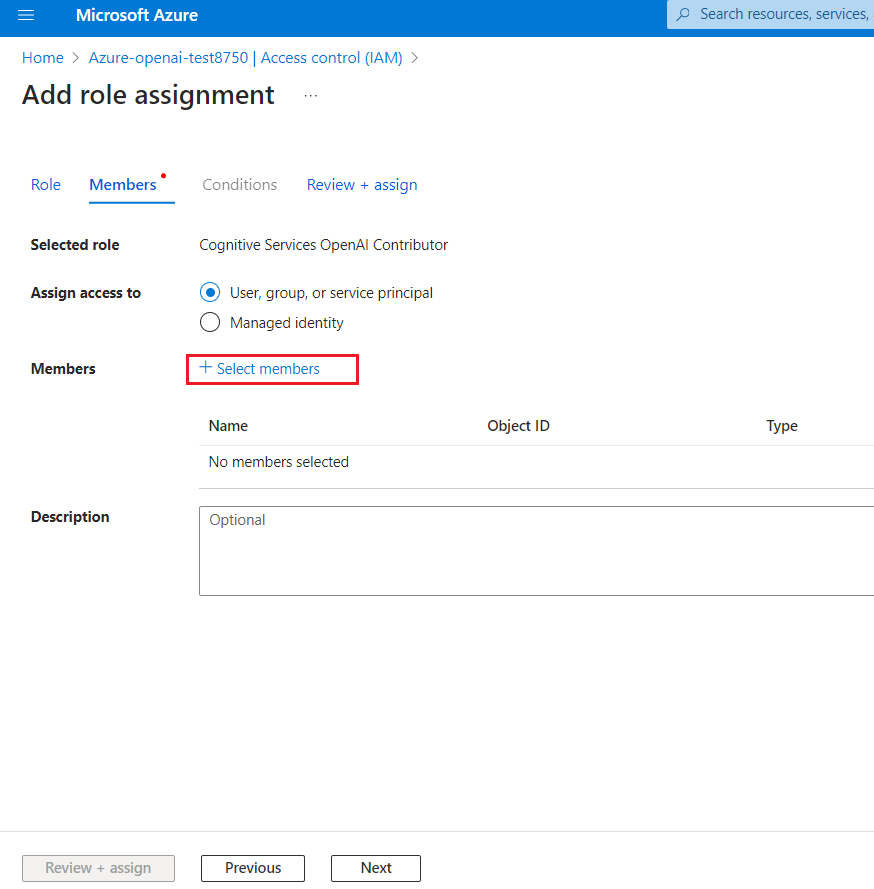 Microsoft Azure
Search resources, services,
Home > Azure-openai-test8750 | Access control (IAM) >
Add role assignment ...
Role Members Conditions Review + assign
Selected role Cognitive Services OpenAI Contributor
Assign access to User, group, or service principal
Managed identity
Members + Select members
Name Object ID Type
No members selected
Description Optional
Review + assign Previous Next